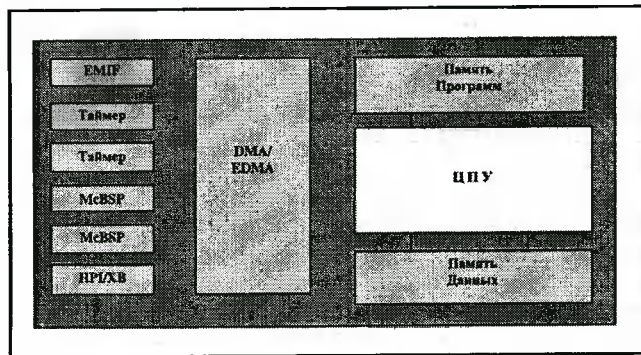 EMIF
Таймер
Таймер
McBSP
McBSP
HPI/XB
DMA/
EDMA
Память
Программ
ЦПУ
Память
Данных